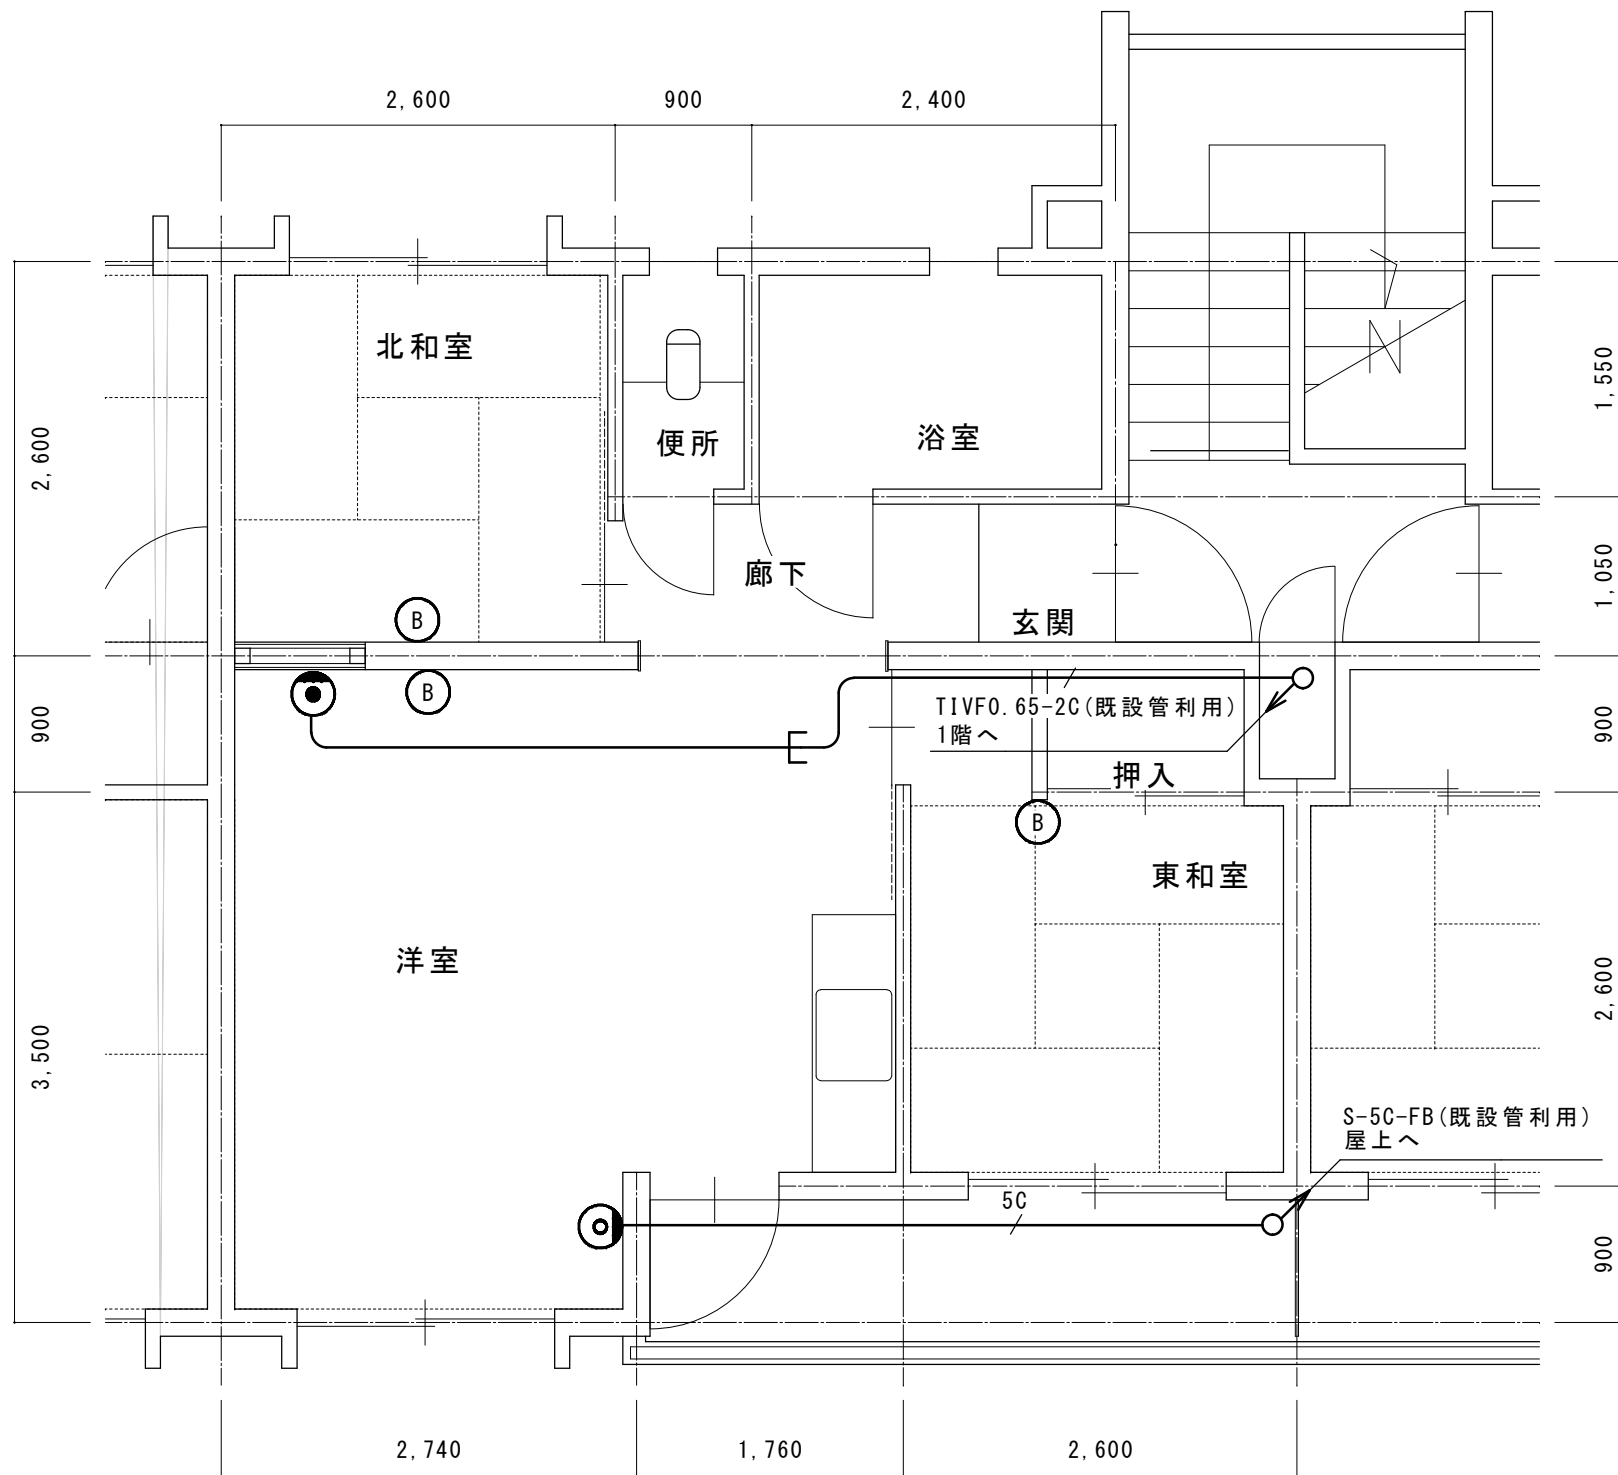 2,600
900
2,400
北和室
便所
浴室
2,600
1,550
廊下
1,050
玄関
B
B
TIVF0.65-2C(既設管利用)
1階へ
900
900
押入
B
東和室
洋室
2,600
3,500
S-5C-FB(既設管利用)
屋上へ
5C
900
2,740
1,760
2,600